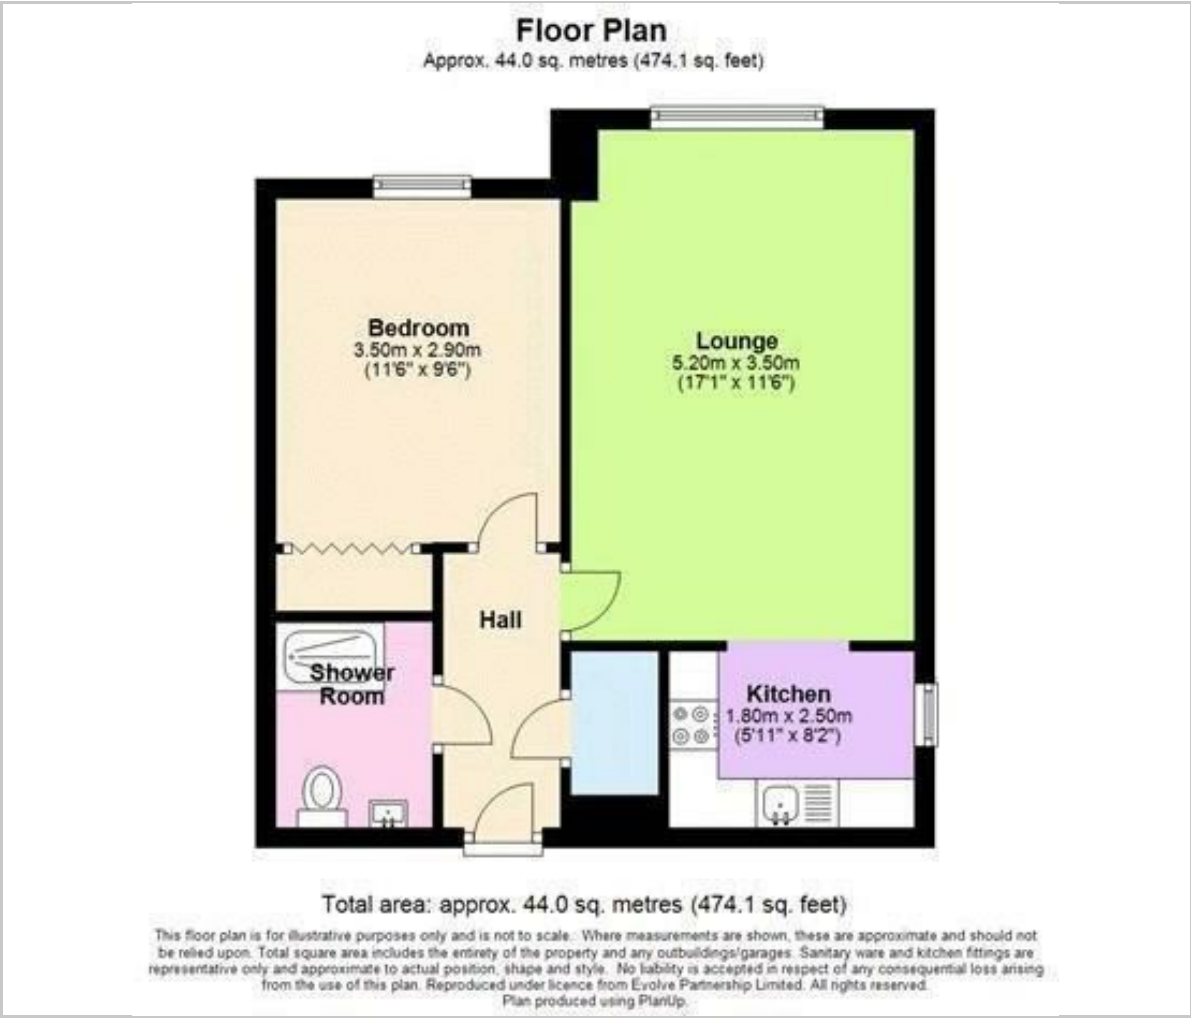 Floor Plan
Approx. 44.0 sq. metres (474.1 sq. feet)
Bedroom
3.50m x 2.90m
(11'6" x 9'6")
Lounge
5.20m x 3.50m
(17'1" x 11'6")
Hall
Shower
Room
Kitchen
1.80m x 2.50m
(5'11" x 8'2")
Total area: approx. 44.0 sq. metres (474.1 sq. feet)
This floor plan is for illustrative purposes only and is not to scale. Where measurements are shown, these are approximate and should not
be relied upon. Total square area includes the entirety of the property and any outbuildings/garages. Sanitary ware and kitchen fittings are
representative only and approximate to actual position, shape and style. No liability is accepted in respect of any consequential loss arising
from the use of this plan. Reproduced under licence from Evolve Partnership Limited. All rights reserved.
Plan produced using PlanUp.